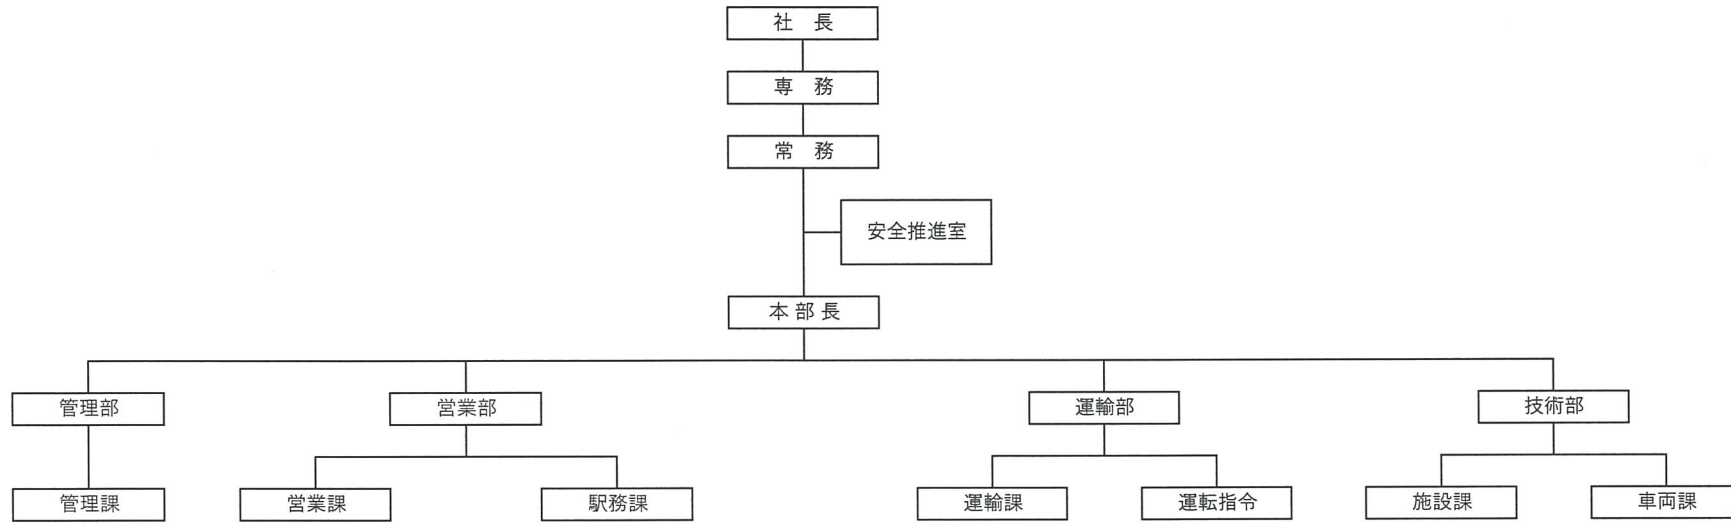 社　長
専　務
常　務
安全推進室
本 部 長
管理部
営業部
運輸部
技術部
管理課
営業課
駅務課
運輸課
運転指令
施設課
車両課